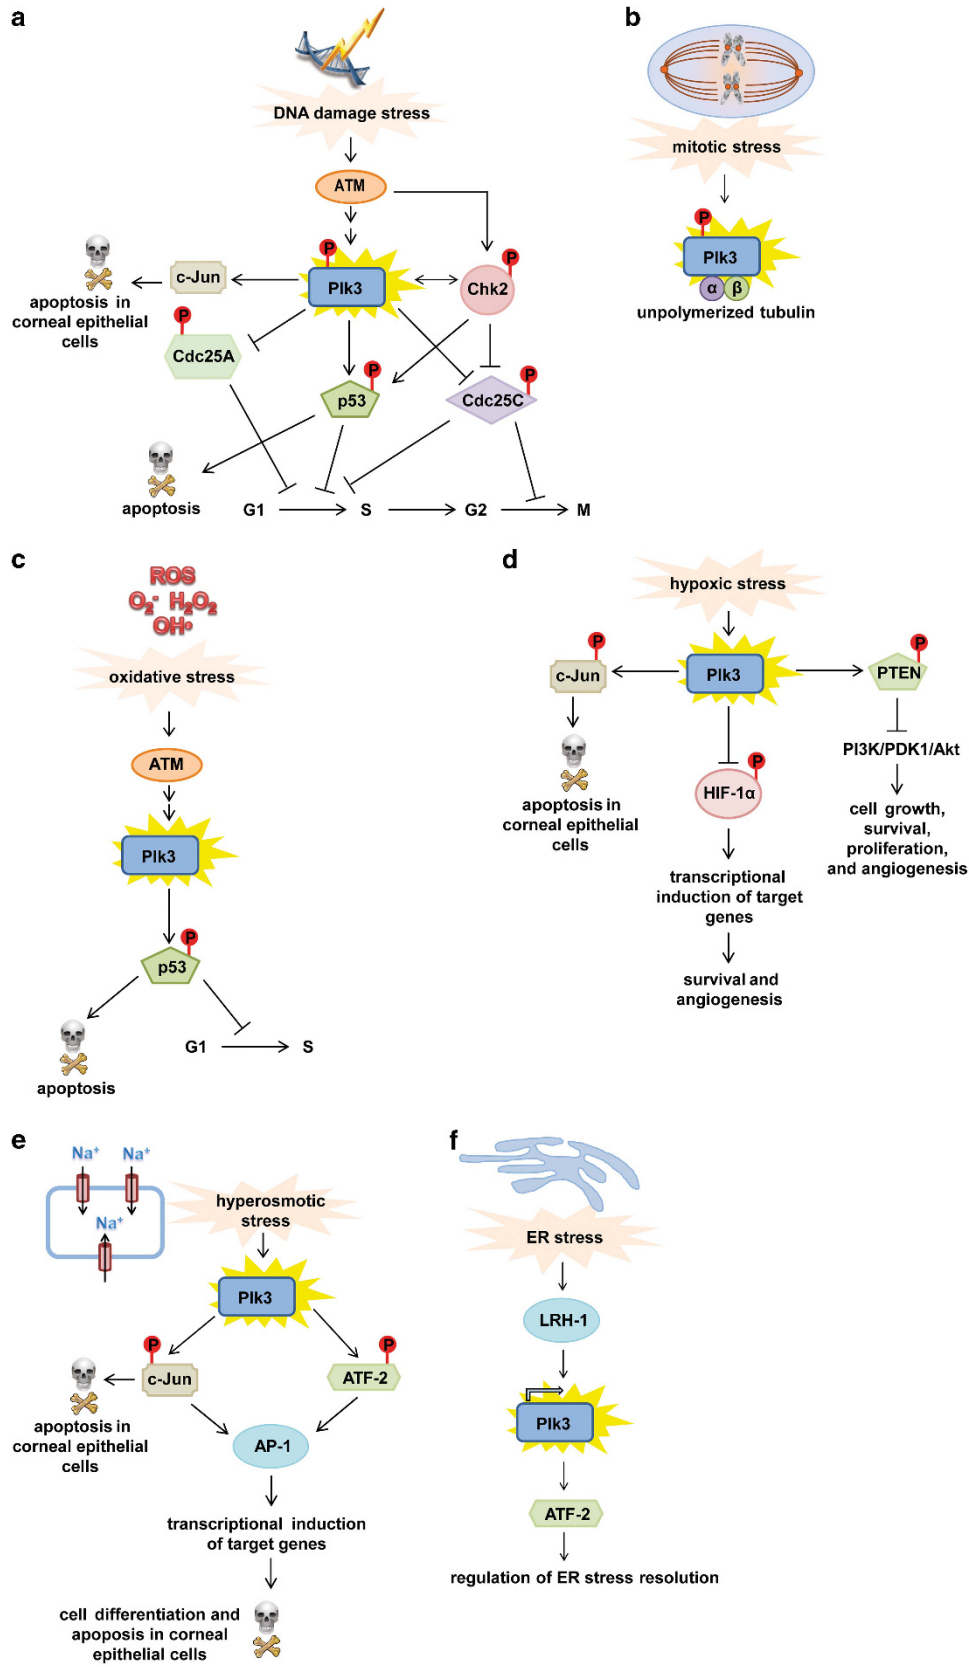 a
DNA damage stress
ATM
P
Plk3
P
Chk2
c-Jun
apoptosis in
corneal epithelial
cells
P
Cdc25A
P
p53
P
Cdc25C
apoptosis
G1
S
G2
M
b
mitotic stress
P
Plk3
α
β
unpolymerized tubulin
c
ROS
O₂⁻ H₂O₂
OH•
oxidative stress
ATM
Plk3
P
p53
apoptosis
G1
S
d
hypoxic stress
P
c-Jun
Plk3
P
PTEN
apoptosis in
corneal epithelial
cells
P
HIF-1α
PI3K/PDK1/Akt
cell growth,
survival,
proliferation,
and angiogenesis
transcriptional
induction of target
genes
survival and
angiogenesis
e
Na⁺
Na⁺
Na⁺
hyperosmotic
stress
Plk3
P
c-Jun
P
ATF-2
apoptosis in
corneal epithelial
cells
AP-1
transcriptional induction
of target genes
cell differentiation and
apoposis in corneal
epithelial cells
f
ER stress
LRH-1
Plk3
ATF-2
regulation of ER stress resolution